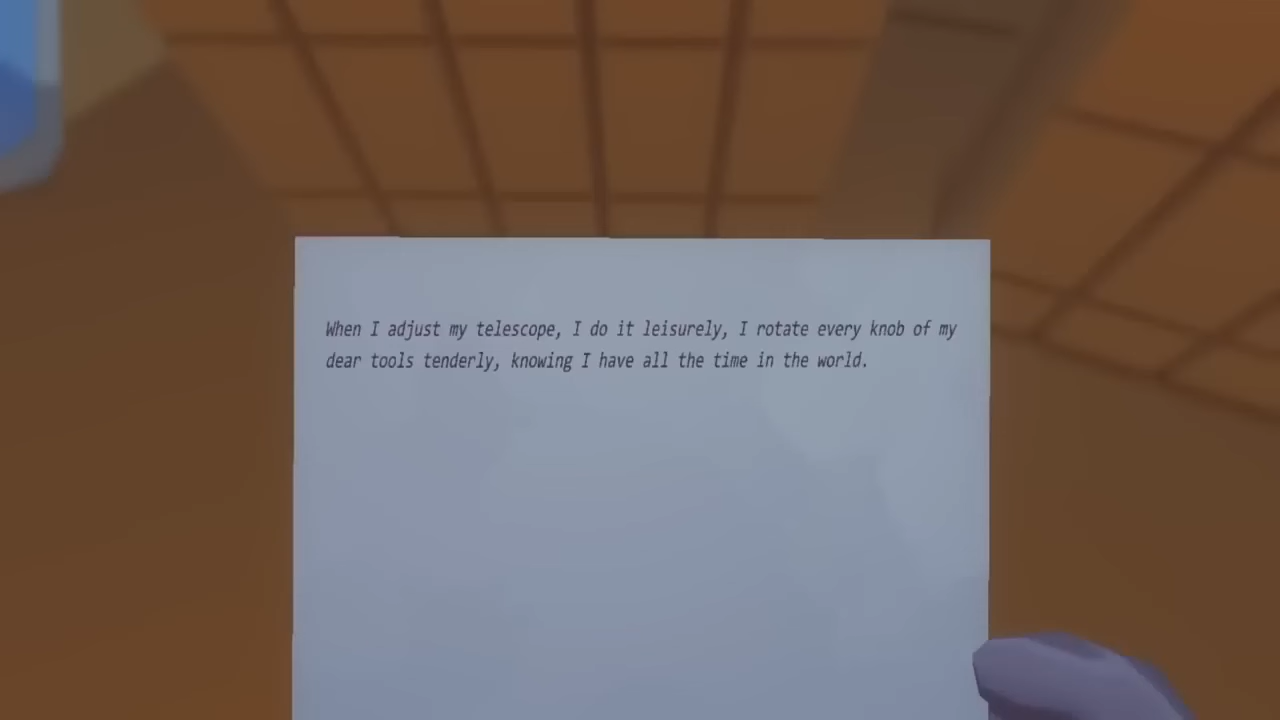 When I adjust my telescope, I do it leisurely, I rotate every knob of my
dear tools tenderly, knowing I have all the time in the world.